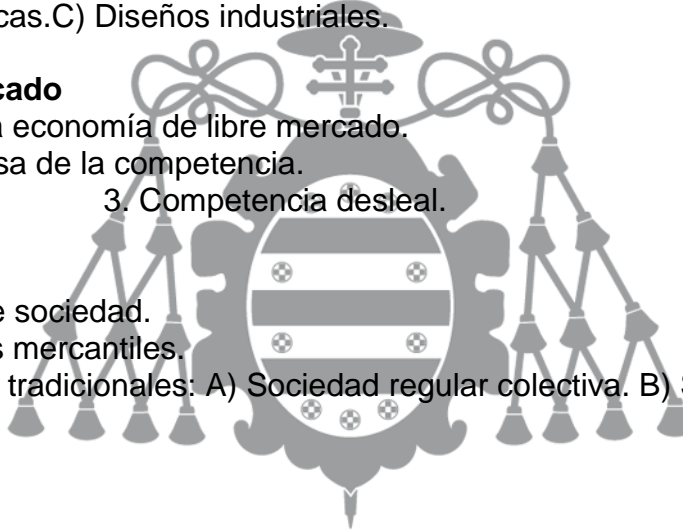 cas.C) Diseños industriales.
cado
a economía de libre mercado.
sa de la competencia.
3. Competencia desleal.
e sociedad.
s mercantiles.
tradicionales: A) Sociedad regular colectiva. B) S